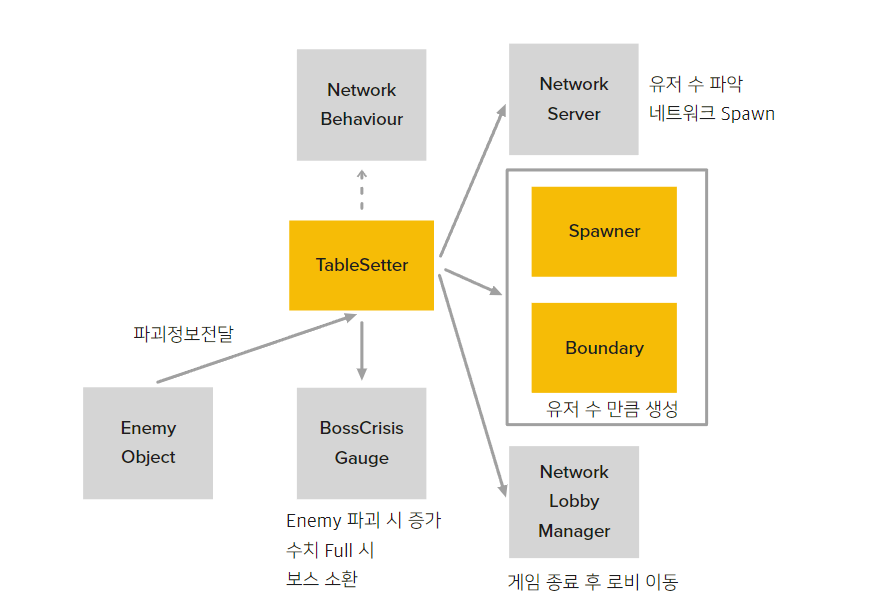 Network
Behaviour
Network
Server
유저 수 파악
네트워크 Spawn
TableSetter
Spawner
Boundary
유저 수 만큼 생성
파괴정보전달
Enemy
Object
BossCrisis
Gauge
Enemy 파괴 시 증가
수치 Full 시
보스 소환
Network
Lobby
Manager
게임 종료 후 로비 이동